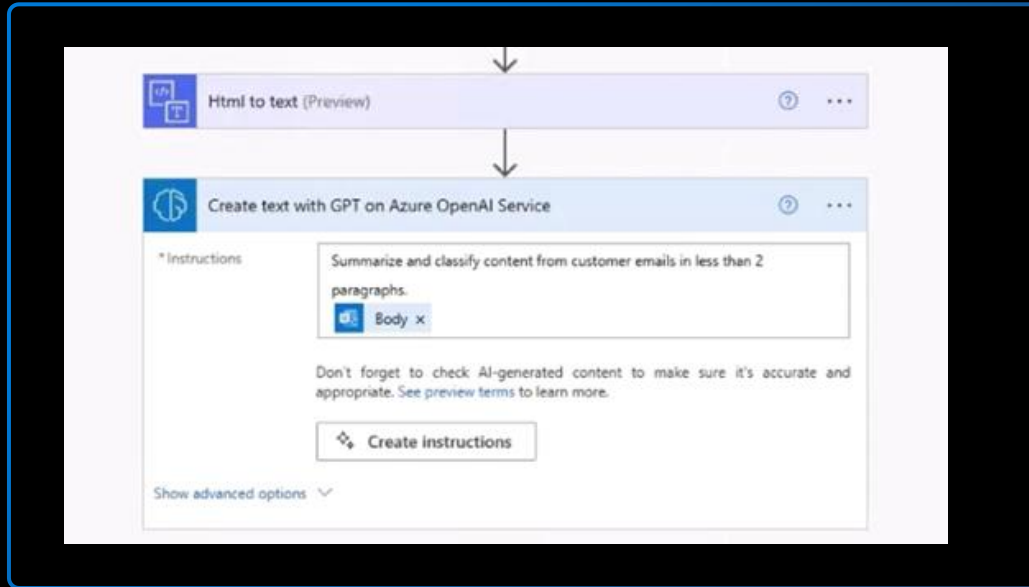 Html to text (Preview)
Create text with GPT on Azure OpenAI Service
* Instructions
Summarize and classify content from customer emails in less than 2
paragraphs.
Body ×
Don't forget to check AI-generated content to make sure it's accurate and
appropriate. See preview terms to learn more.
Create instructions
Show advanced options